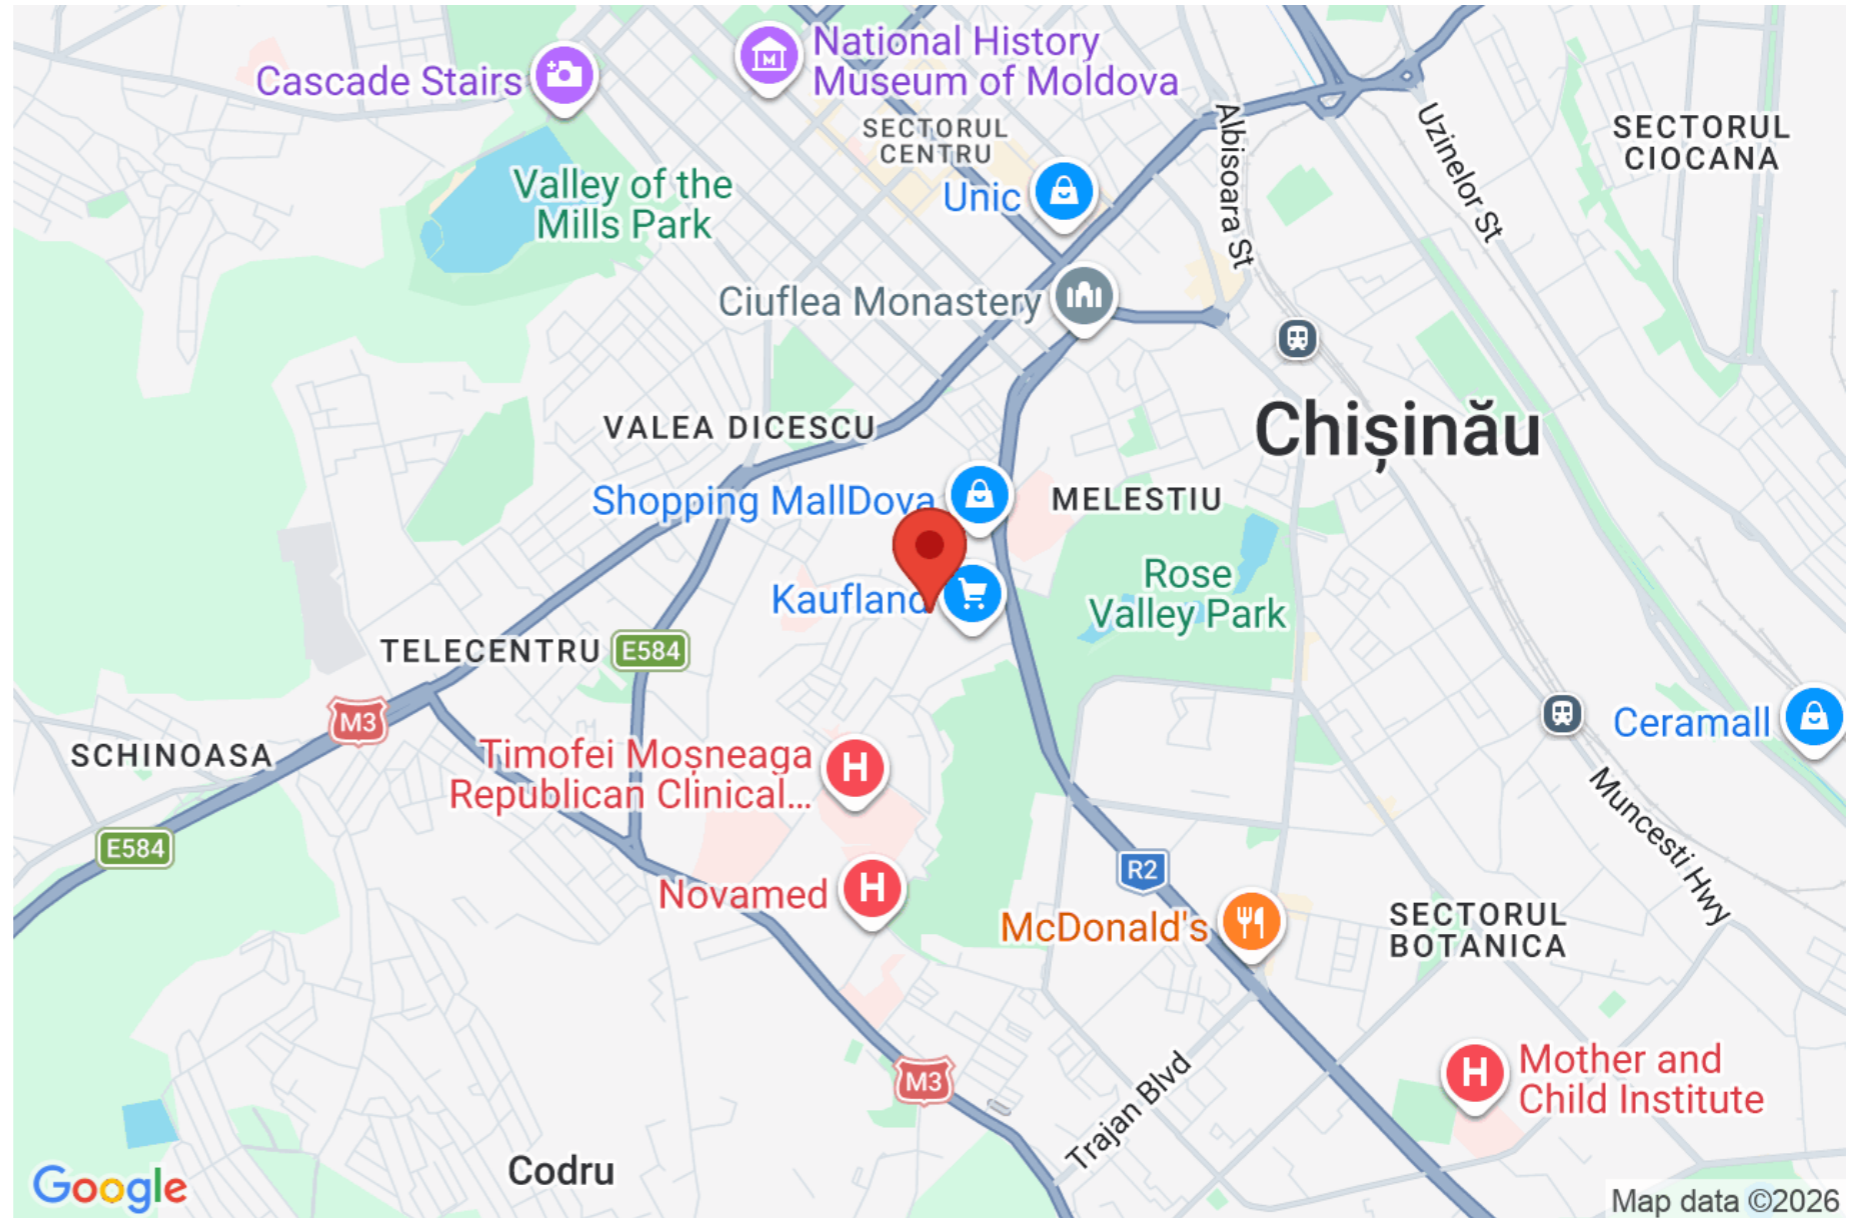 National History
Museum of Moldova
Cascade Stairs
SECTORUL
CENTRU
Albisoara St
Uzinelor St
SECTORUL
CIOCANA
Valley of the
Mills Park
Unic
Ciuflea Monastery
Chișinău
VALEA DICESCU
Shopping MallDova
MELESTIU
Rose
Valley Park
Kaufland
TELECENTRU
E584
M3
SCHINOASA
Ceramall
Timofei Moșneaga
Republican Clinical...
H
Muncesti Hwy
E584
R2
Novamed
H
McDonald's
SECTORUL
BOTANICA
M3
Trajan Blvd
H
Mother and
Child Institute
Codru
Google
Map data ©2026